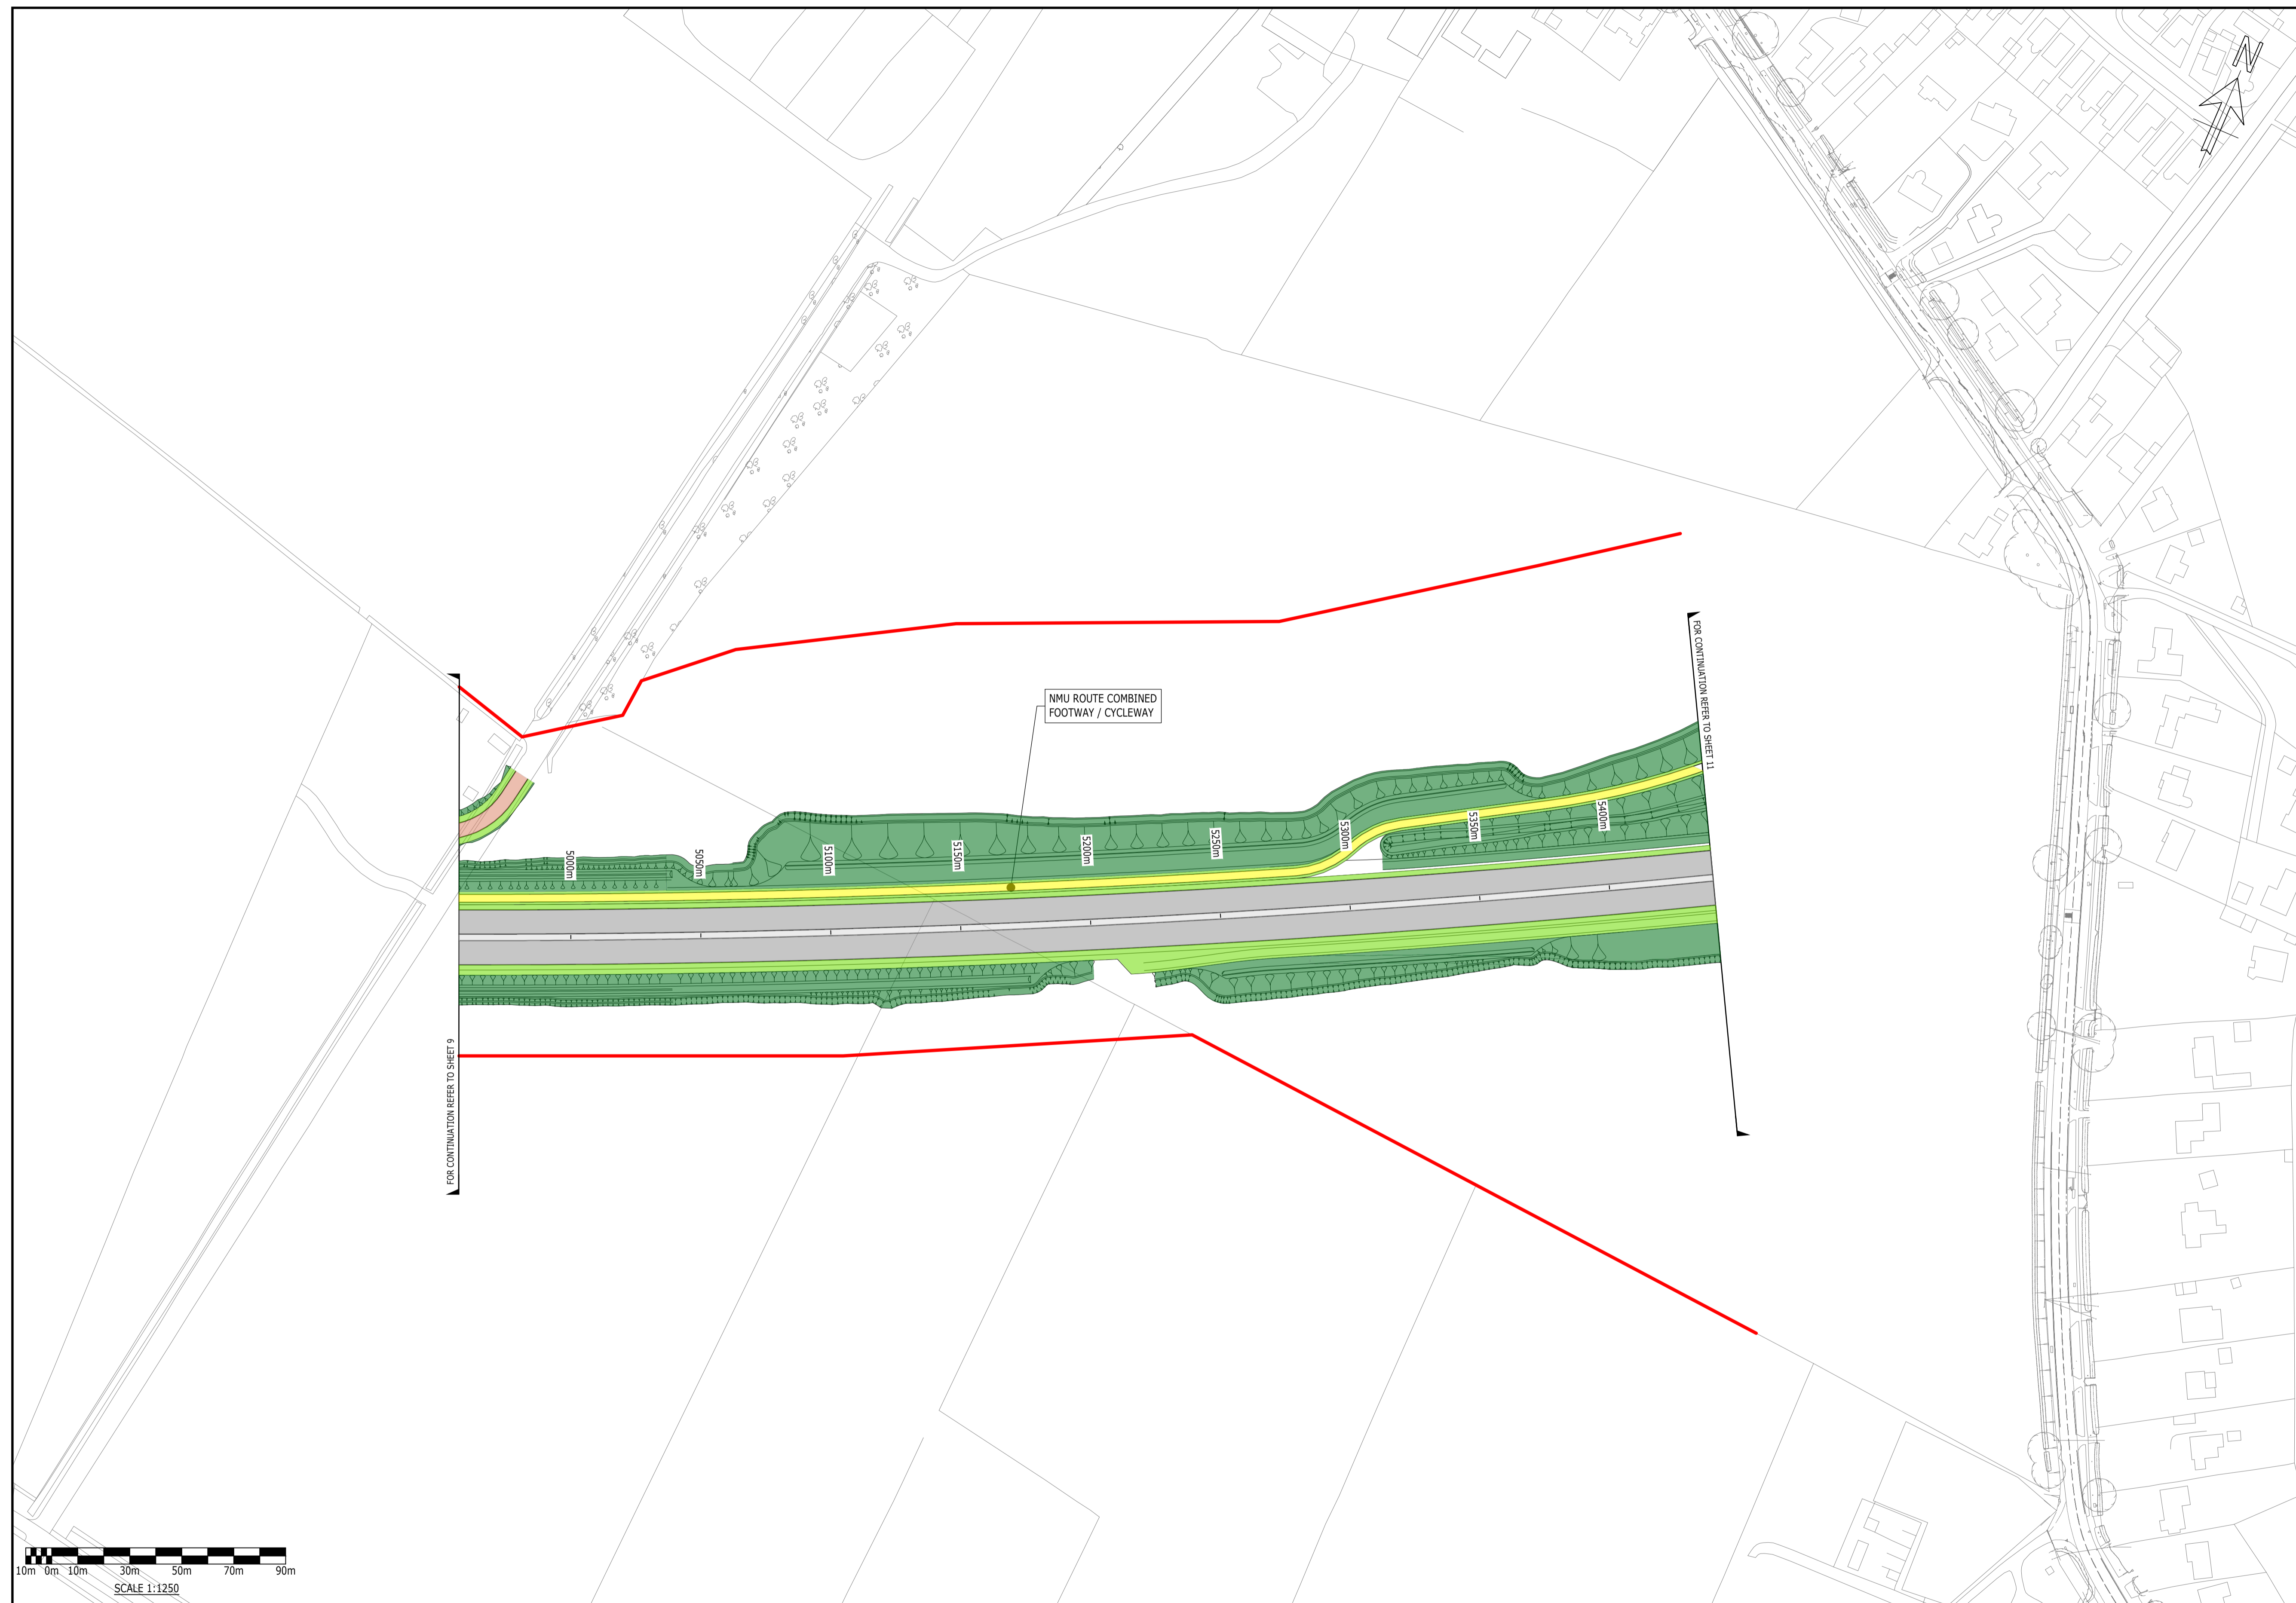 N
FOR CONTINUATION REFER TO SHEET 11
NMU ROUTE COMBINED
FOOTWAY / CYCLEWAY
5000m
5050m
5100m
5150m
5200m
5250m
5300m
5350m
5400m
FOR CONTINUATION REFER TO SHEET 9
10m 0m 10m 30m 50m 70m 90m
SCALE 1:1250